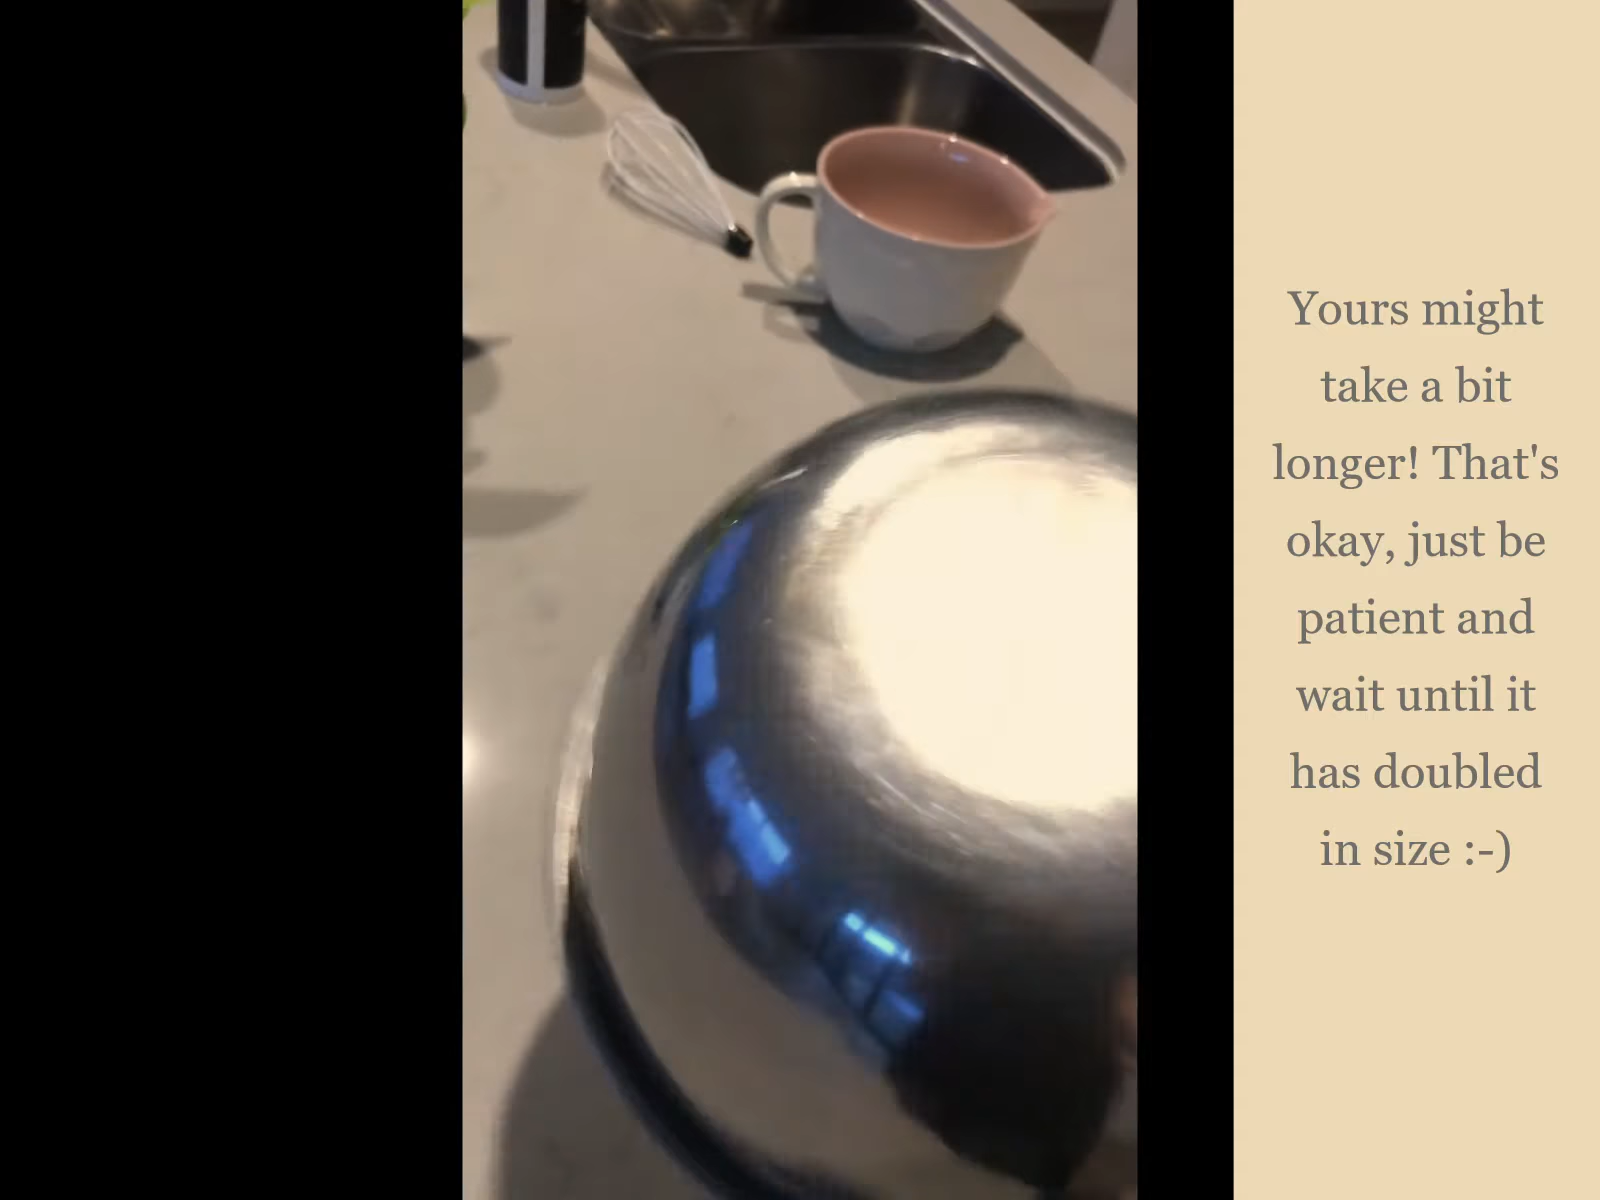 Yours might
take a bit
longer! That's
okay, just be
patient and
wait until it
has doubled
in size :-)